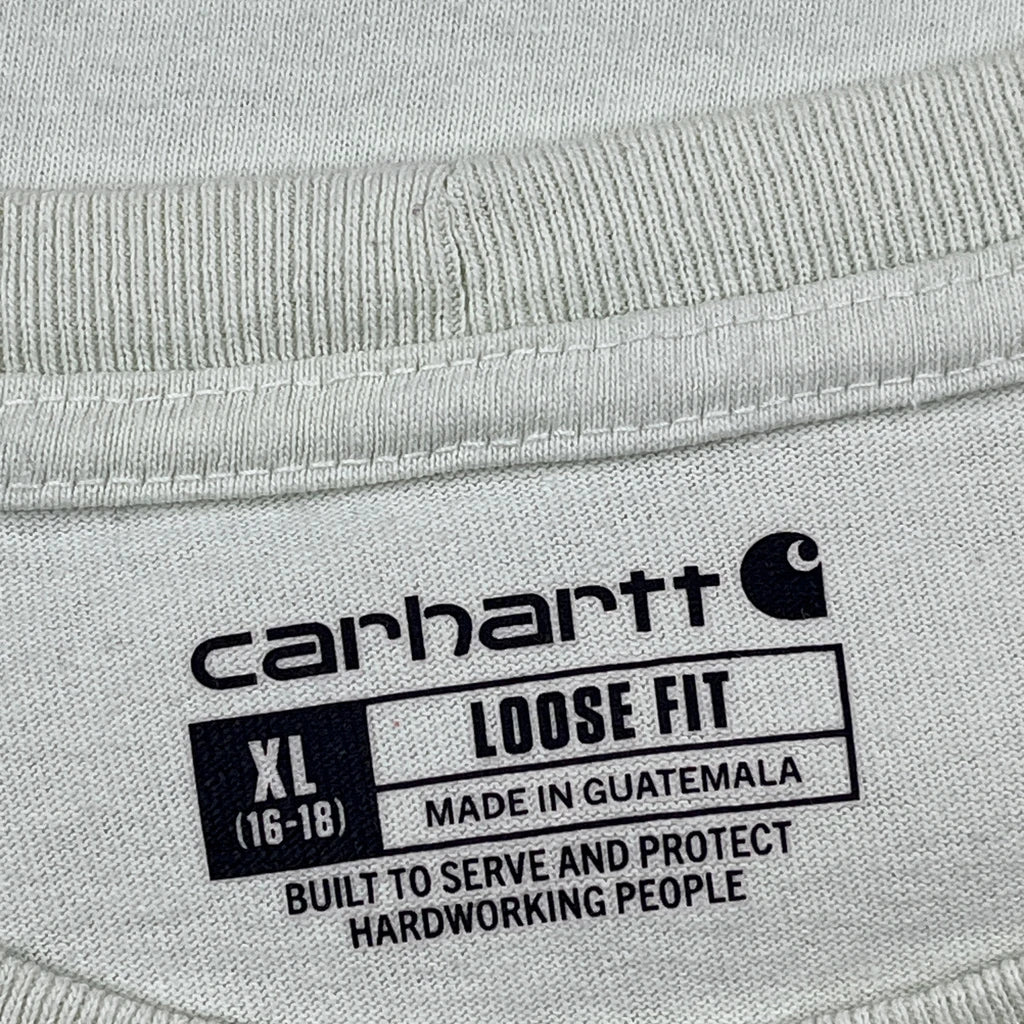 carhartt
XL
(16-18)
LOOSE FIT
MADE IN GUATEMALA
BUILT TO SERVE AND PROTECT
HARDWORKING PEOPLE